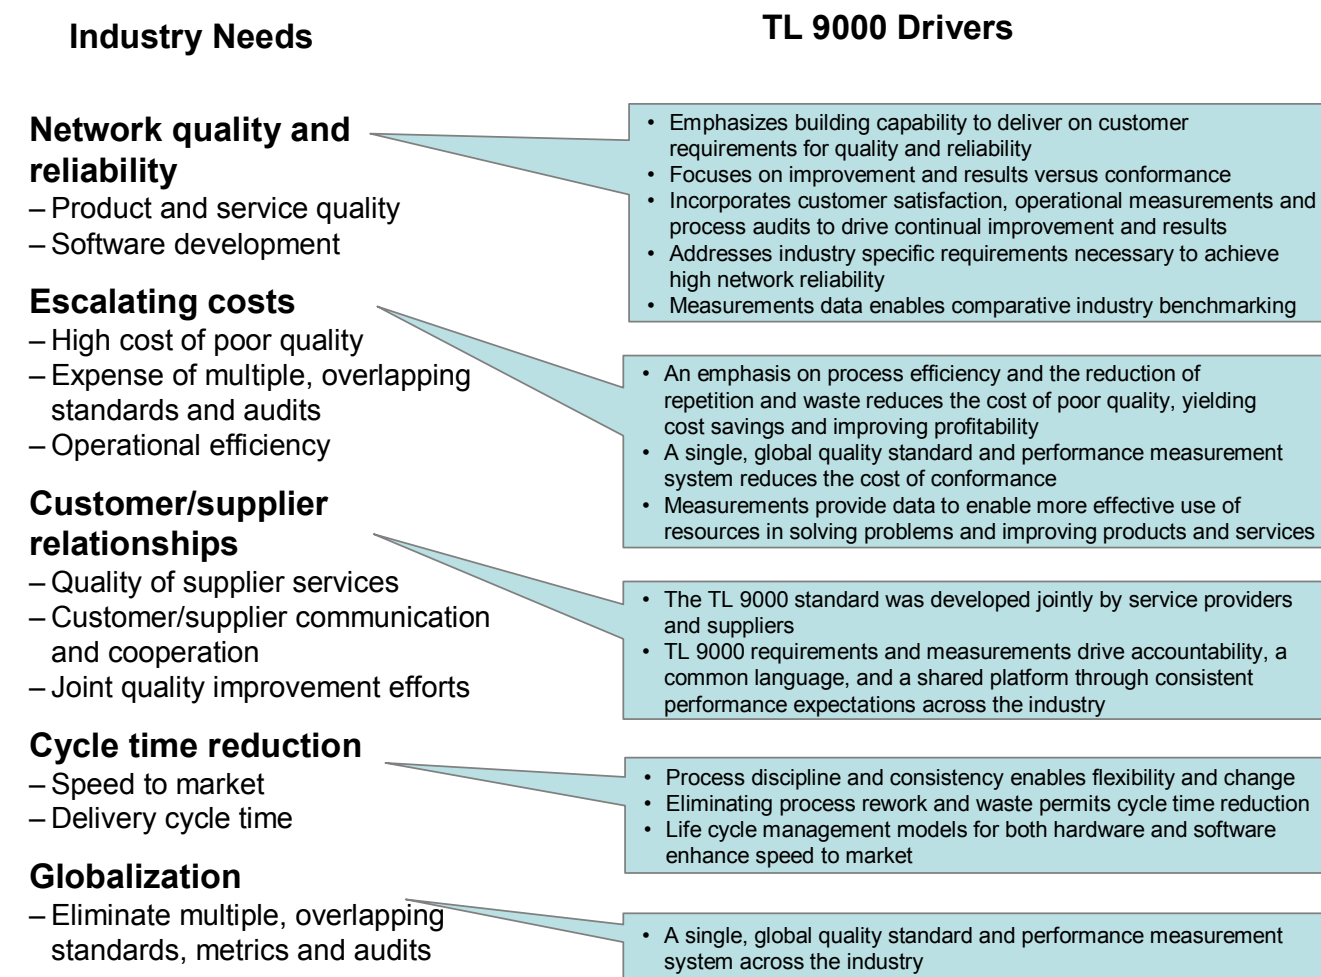 Industry Needs
TL 9000 Drivers
Network quality and
reliability
– Product and service quality
– Software development
• Emphasizes building capability to deliver on customer
requirements for quality and reliability
• Focuses on improvement and results versus conformance
• Incorporates customer satisfaction, operational measurements and
process audits to drive continual improvement and results
• Addresses industry specific requirements necessary to achieve
high network reliability
• Measurements data enables comparative industry benchmarking
Escalating costs
– High cost of poor quality
– Expense of multiple, overlapping
standards and audits
– Operational efficiency
• An emphasis on process efficiency and the reduction of
repetition and waste reduces the cost of poor quality, yielding
cost savings and improving profitability
• A single, global quality standard and performance measurement
system reduces the cost of conformance
• Measurements provide data to enable more effective use of
resources in solving problems and improving products and services
Customer/supplier
relationships
– Quality of supplier services
– Customer/supplier communication
and cooperation
– Joint quality improvement efforts
• The TL 9000 standard was developed jointly by service providers
and suppliers
• TL 9000 requirements and measurements drive accountability, a
common language, and a shared platform through consistent
performance expectations across the industry
Cycle time reduction
– Speed to market
– Delivery cycle time
• Process discipline and consistency enables flexibility and change
• Eliminating process rework and waste permits cycle time reduction
• Life cycle management models for both hardware and software
enhance speed to market
Globalization
– Eliminate multiple, overlapping
standards, metrics and audits
• A single, global quality standard and performance measurement
system across the industry